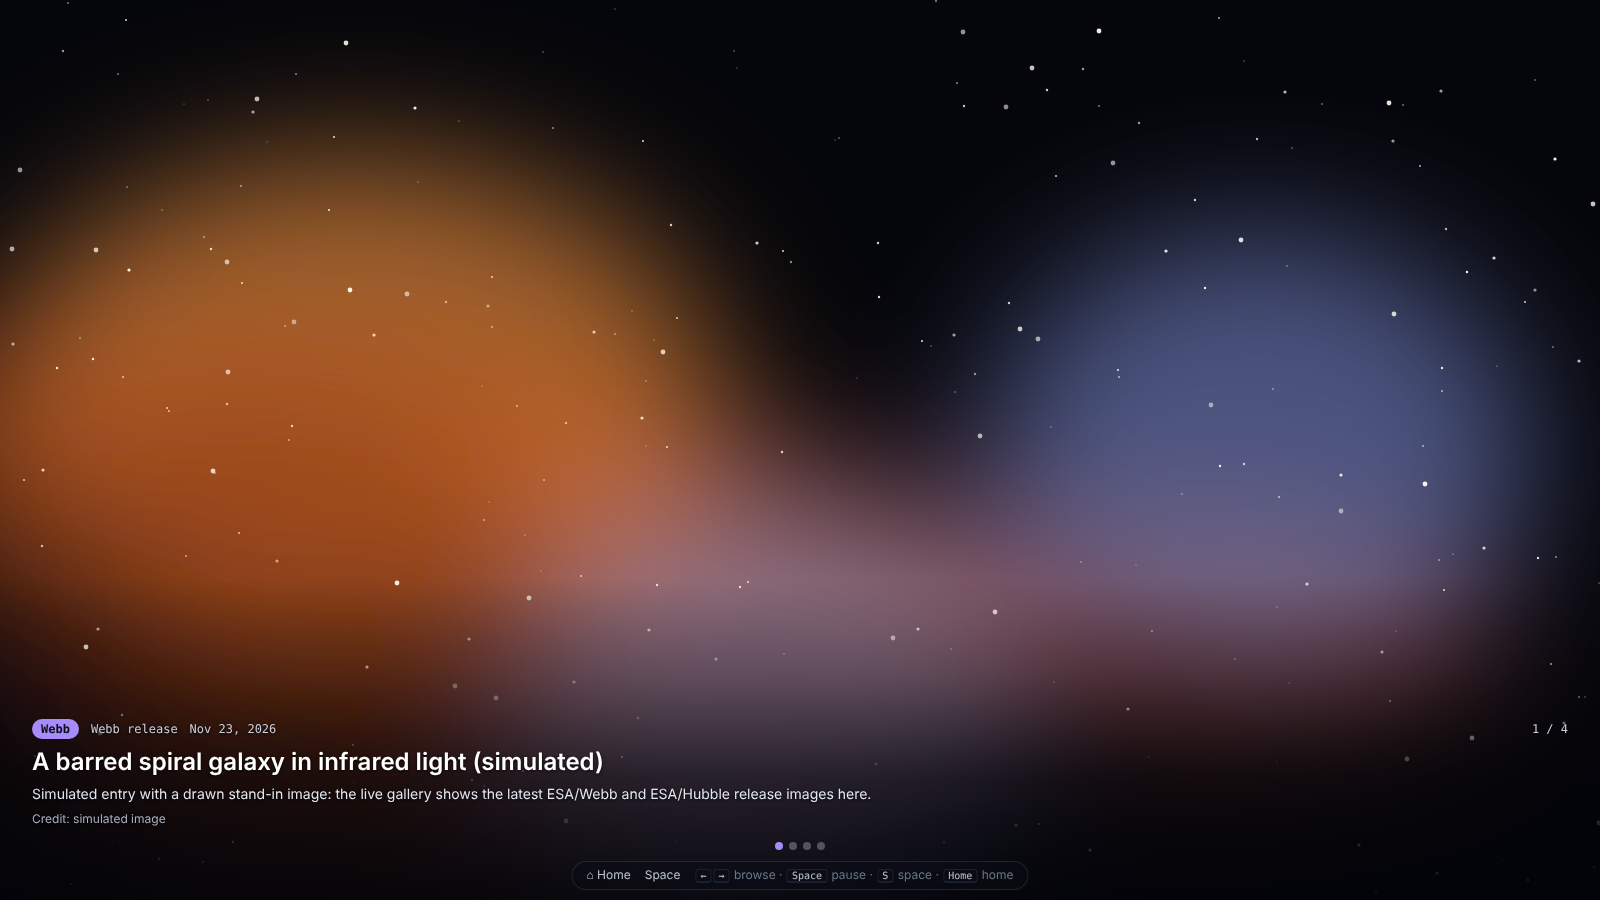 Webb Webb release Nov 23, 2026
1 / 4
A barred spiral galaxy in infrared light (simulated)
Simulated entry with a drawn stand-in image: the live gallery shows the latest ESA/Webb and ESA/Hubble release images here.
Credit: simulated image
⌂ Home Space ← → browse · Space pause · S space · Home home